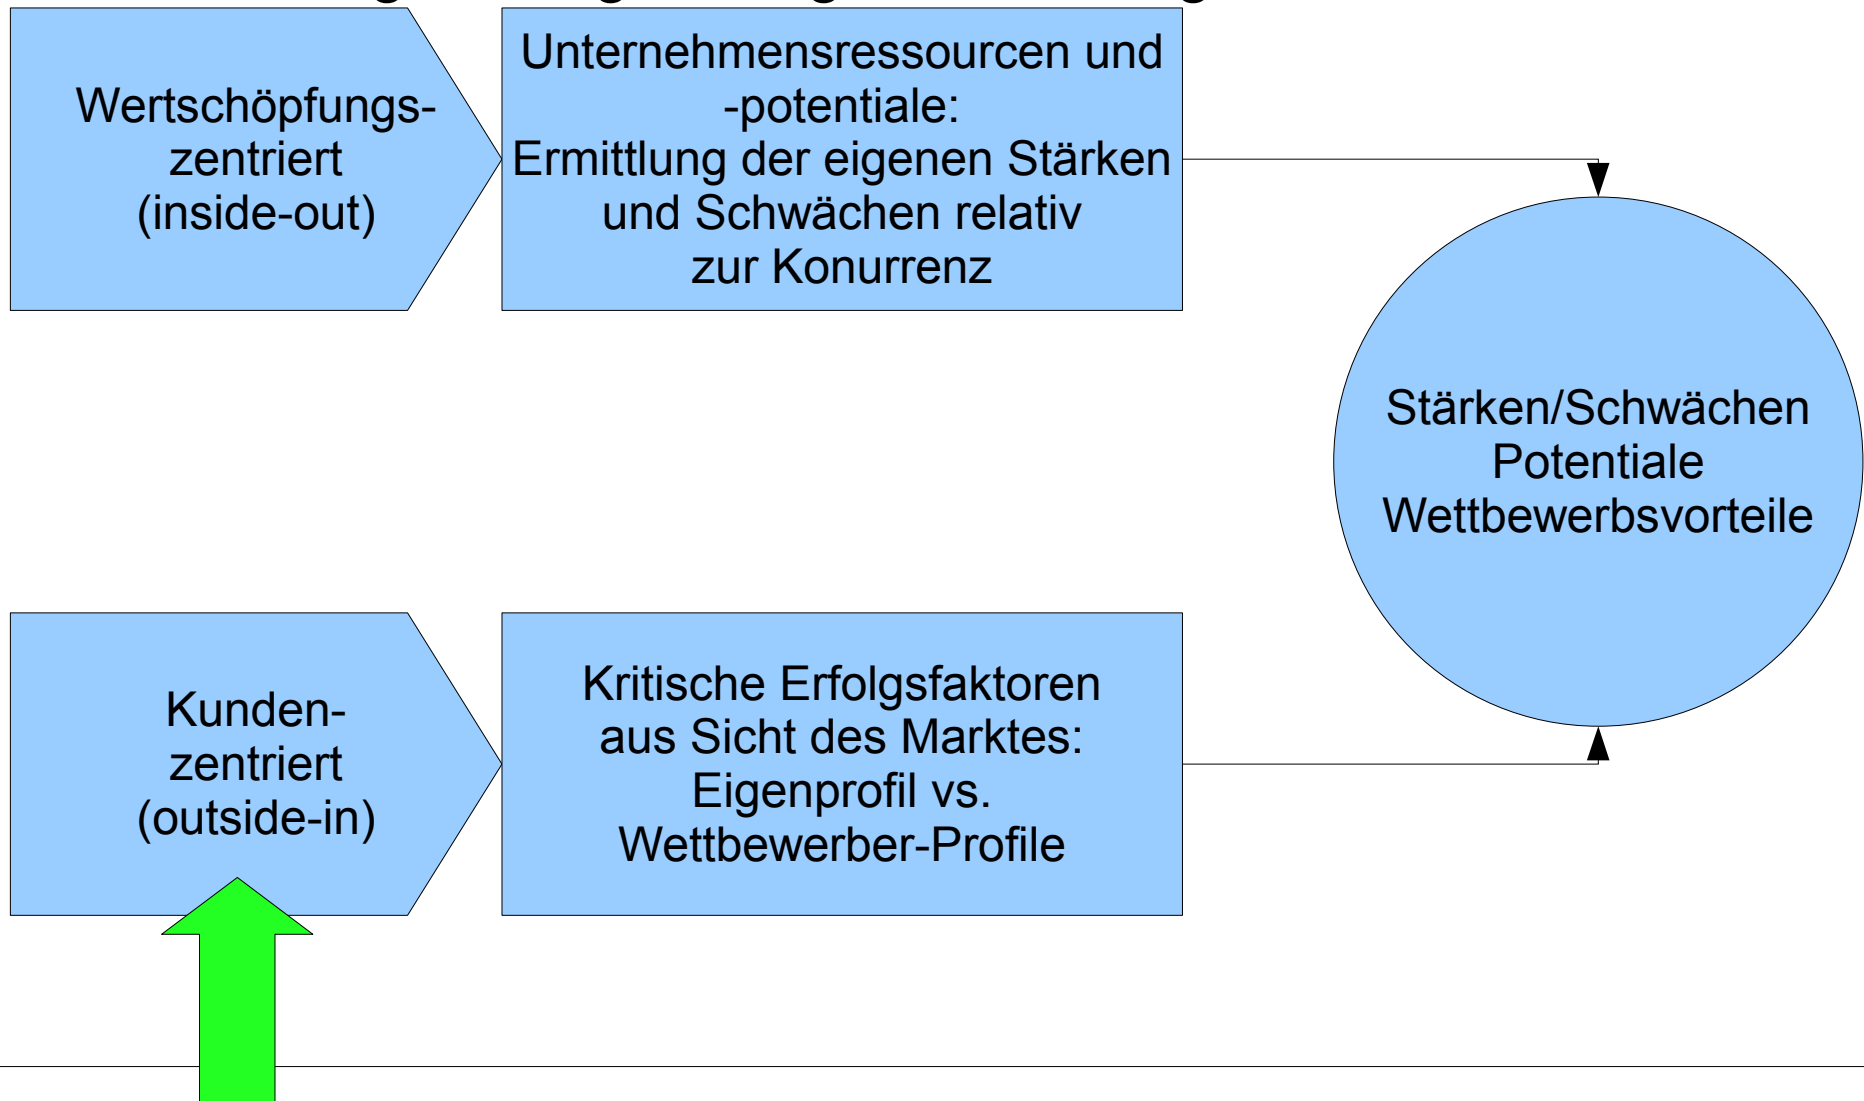 Wertschöpfungs-
zentriert
(inside-out)
Unternehmensressourcen und
-potentiale:
Ermittlung der eigenen Stärken
und Schwächen relativ
zur Konurrenz
Stärken/Schwächen
Potentiale
Wettbewerbsvorteile
Kunden-
zentriert
(outside-in)
Kritische Erfolgsfaktoren
aus Sicht des Marktes:
Eigenprofil vs.
Wettbewerber-Profile